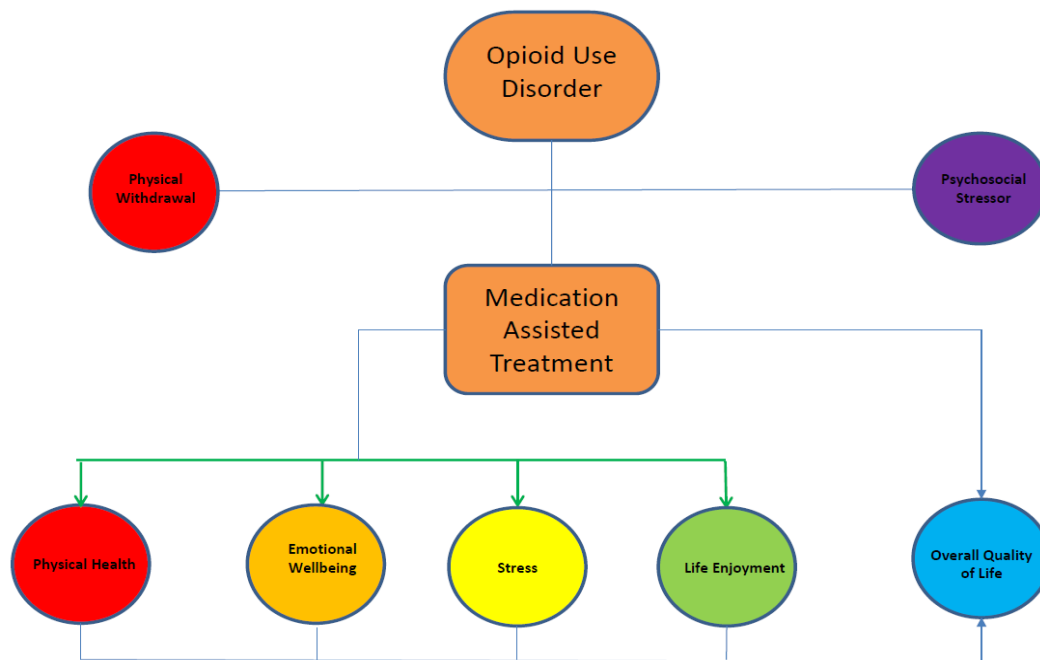 Opioid Use
Disorder
Physical
Withdrawal
Psychosocial
Stressor
Medication
Assisted
Treatment
Physical Health
Emotional
Wellbeing
Stress
Life Enjoyment
Overall Quality
of Life